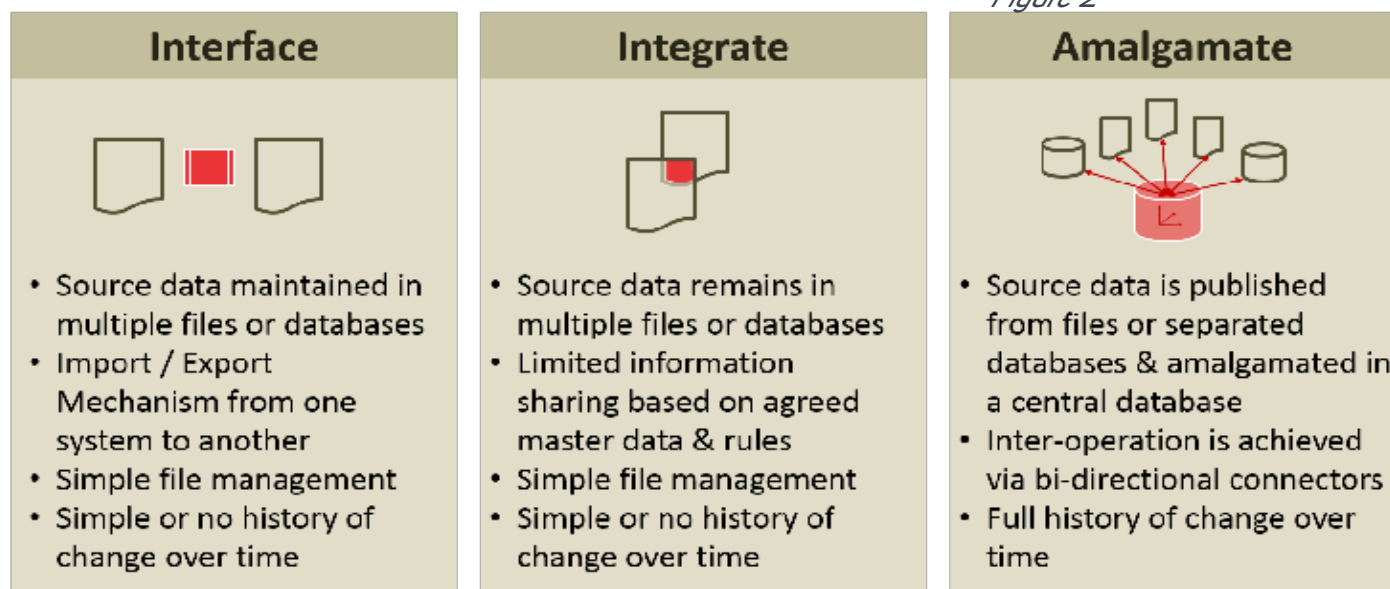 Figure 2
Interface
Integrate
Amalgamate
• Source data maintained in
multiple files or databases
• Import / Export
Mechanism from one
system to another
• Simple file management
• Simple or no history of
change over time
• Source data remains in
multiple files or databases
• Limited information
sharing based on agreed
master data & rules
• Simple file management
• Simple or no history of
change over time
• Source data is published
from files or separated
databases & amalgamated in
a central database
• Inter-operation is achieved
via bi-directional connectors
• Full history of change over
time